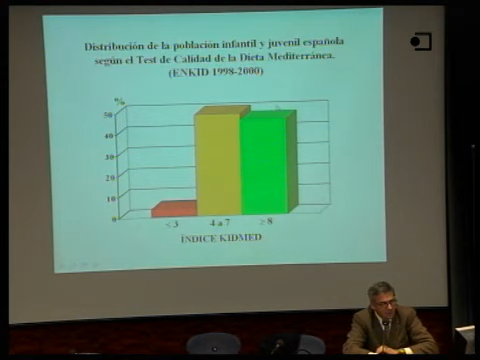 Distribución de la población infantil y juvenil española
según el Test de Calidad de la Dieta Mediterránea.
(ENKID 1998-2000)
%
50
40
30
20
10
0
≤ 3
4 a 7
≥ 8
ÍNDICE KIDMED